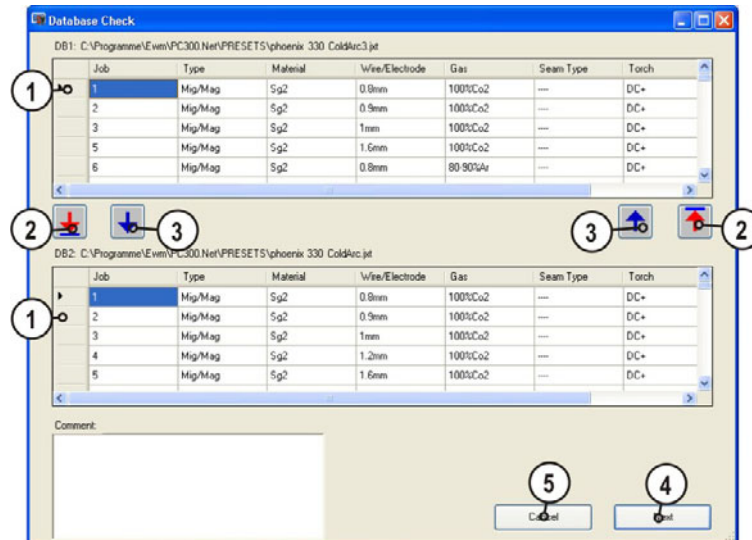 Database Check
DB1: C:\Programme\Ewm\PC300.Net\PRESETS\phoenix 330 ColdArc3.jxt
Job Type Material Wire/Electrode Gas Seam Type Torch
1 1 Mig/Mag Sg2 0.8mm 100%Co2 --- DC+
2 Mig/Mag Sg2 0.9mm 100%Co2 --- DC+
3 Mig/Mag Sg2 1mm 100%Co2 --- DC+
5 Mig/Mag Sg2 1.6mm 100%Co2 --- DC+
6 Mig/Mag Sg2 0.8mm 80-90%Ar --- DC+
2 3 3 2
DB2: C:\Programme\Ewm\PC300.Net\PRESETS\phoenix 330 ColdArc.jxt
Job Type Material Wire/Electrode Gas Seam Type Torch
1 Mig/Mag Sg2 0.8mm 100%Co2 --- DC+
1 2 Mig/Mag Sg2 0.9mm 100%Co2 --- DC+
3 Mig/Mag Sg2 1mm 100%Co2 --- DC+
4 Mig/Mag Sg2 1.2mm 100%Co2 --- DC+
5 Mig/Mag Sg2 1.6mm 100%Co2 --- DC+
Comment:
5 4
Cancel